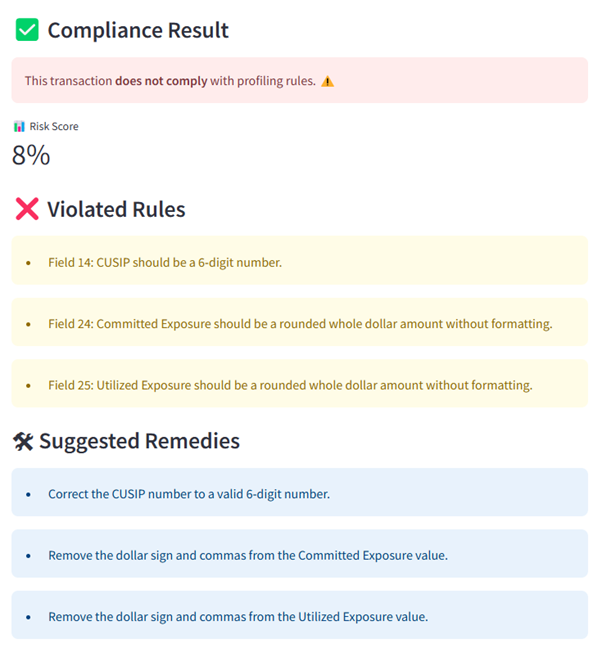 Compliance Result
This transaction does not comply with profiling rules.
Risk Score
8%
Violated Rules
Field 14: CUSIP should be a 6-digit number.
Field 24: Committed Exposure should be a rounded whole dollar amount without formatting.
Field 25: Utilized Exposure should be a rounded whole dollar amount without formatting.
Suggested Remedies
Correct the CUSIP number to a valid 6-digit number.
Remove the dollar sign and commas from the Committed Exposure value.
Remove the dollar sign and commas from the Utilized Exposure value.